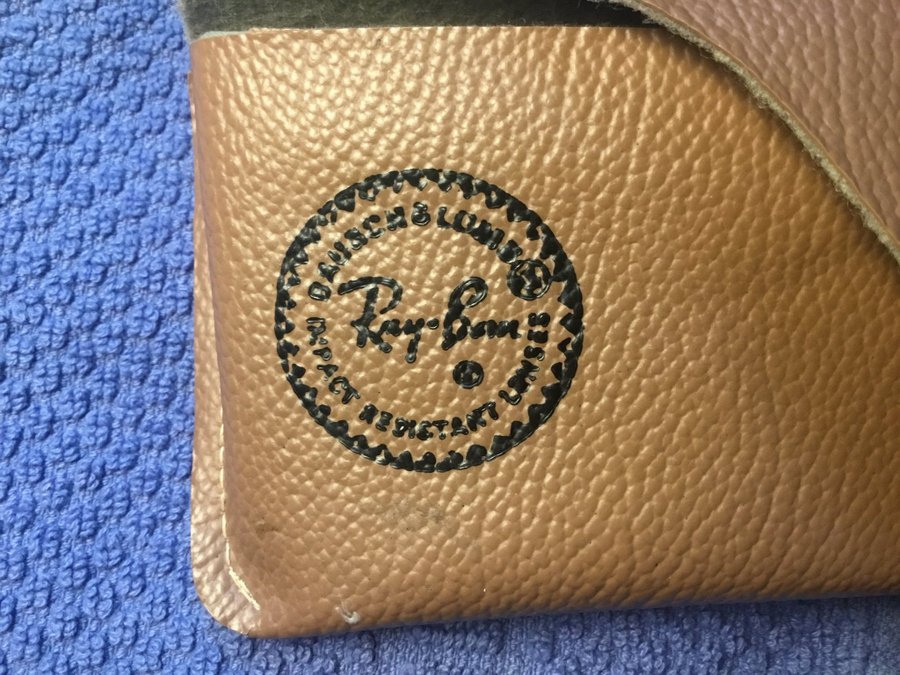 BAUSCH & LOMB
Ray-Ban
®
IMPACT RESISTANT LENSES